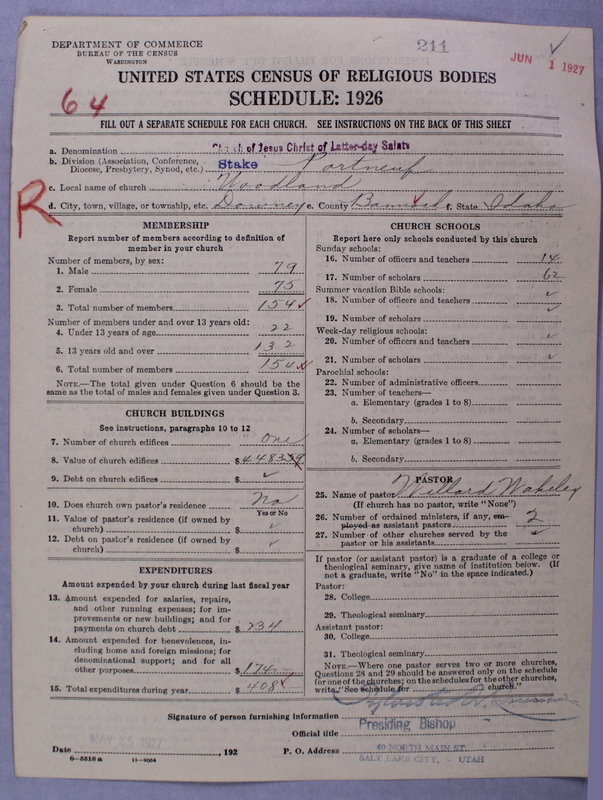 211
JUN 1 1927
DEPARTMENT OF COMMERCE
BUREAU OF THE CENSUS
WASHINGTON
UNITED STATES CENSUS OF RELIGIOUS BODIES
64
SCHEDULE: 1926
FILL OUT A SEPARATE SCHEDULE FOR EACH CHURCH. SEE INSTRUCTIONS ON THE BACK OF THIS SHEET
a. Denomination Church of Jesus Christ of Latter-day Saints
b. Division (Association, Conference, Diocese, Presbytery, Synod, etc.) Stake Portneuf
c. Local name of church Woodland
R
d. City, town, village, or township, etc. Downey e. County Bannock f. State Idaho
MEMBERSHIP
Report number of members according to definition of
member in your church
Number of members, by sex:
1. Male 79
2. Female 75
3. Total number of members. 154
Number of members under and over 13 years old:
4. Under 13 years of age 22
5. 13 years old and over 132
6. Total number of members 154
NOTE.—The total given under Question 6 should be
same as the total of males and females given under Question 3.
CHURCH BUILDINGS
See instructions, paragraphs 10 to 12
7. Number of church edifices one
8. Value of church edifices $
9. Debt on church edifices $ ✓
10. Does church own pastor's residence No
Yes or No
11. Value of pastor's residence (if owned by
church) $ ✓
12. Debt on pastor's residence (if owned by
church) $ ✓
EXPENDITURES
Amount expended by your church during last fiscal year
13. Amount expended for salaries, repairs,
and other running expenses; for im-
provements or new buildings; and for
payments on church debt $ 234
14. Amount expended for benevolences, in-
cluding home and foreign missions; for
denominational support; and for all
other purposes $ 174
15. Total expenditures during year $ 408
CHURCH SCHOOLS
Report here only schools conducted by this church
Sunday schools:
16. Number of officers and teachers 14
17. Number of scholars 62
Summer vacation Bible schools:
18. Number of officers and teachers ✓
19. Number of scholars ✓
Week-day religious schools:
20. Number of officers and teachers ✓
21. Number of scholars ✓
Parochial schools:
22. Number of administrative officers
23. Number of teachers—
a. Elementary (grades 1 to 8)
b. Secondary
24. Number of scholars—
a. Elementary (grades 1 to 8)
b. Secondary
PASTOR
25. Name of pastor Willard Wakeley
(If church has no pastor, write "None")
26. Number of ordained ministers, if any, em-
ployed as assistant pastors 2
27. Number of other churches served by the
pastor or his assistants ✓
If pastor (or assistant pastor) is a graduate of a college or
theological seminary, give name of institution below. (If
not a graduate, write "No" in the space indicated.)
Pastor:
28. College
29. Theological seminary
Assistant pastor:
30. College
31. Theological seminary
NOTE.—Where one pastor serves two or more churches,
Questions 28 and 29 should be answered only on the schedule
for one of the churches; on the schedules for the other churches,
write "See schedule for church."
Signature of person furnishing information
Official title Presiding Bishop
Date MAY 25 1927, 192 P. O. Address 40 NORTH MAIN ST.
SALT LAKE CITY, - UTAH
8-5518 a 11-9064